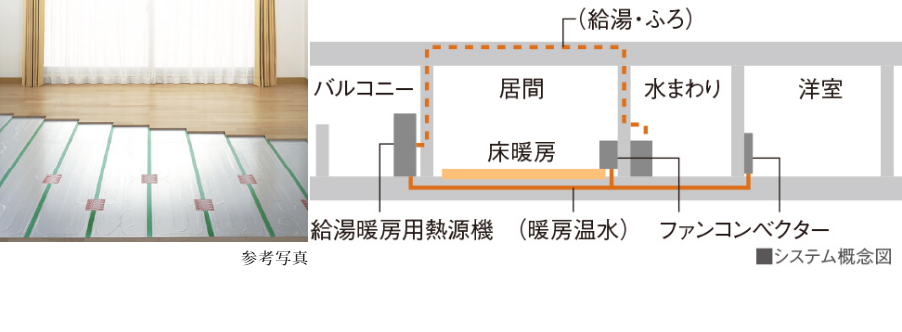 (給湯・ふろ)
バルコニー 居間 水まわり 洋室
床暖房
給湯暖房用熱源機 (暖房温水) ファンコンベクター
参考写真
■システム概念図